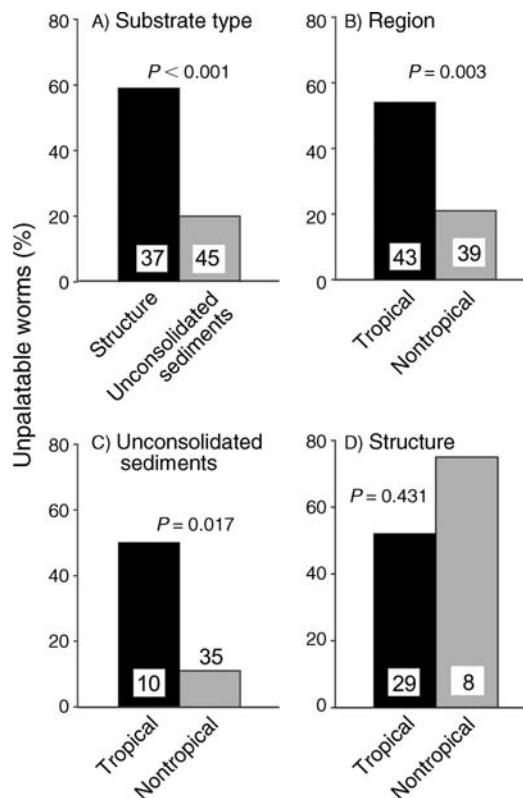 Unpalatable worms (%)
A) Substrate type
P < 0.001
80
60
40
20
0
37
45
Structure
Unconsolidated
sediments
B) Region
P = 0.003
80
60
40
20
0
43
39
Tropical
Nontropical
C) Unconsolidated
sediments
P = 0.017
80
60
40
20
0
10
35
Tropical
Nontropical
D) Structure
P = 0.431
80
60
40
20
0
29
8
Tropical
Nontropical